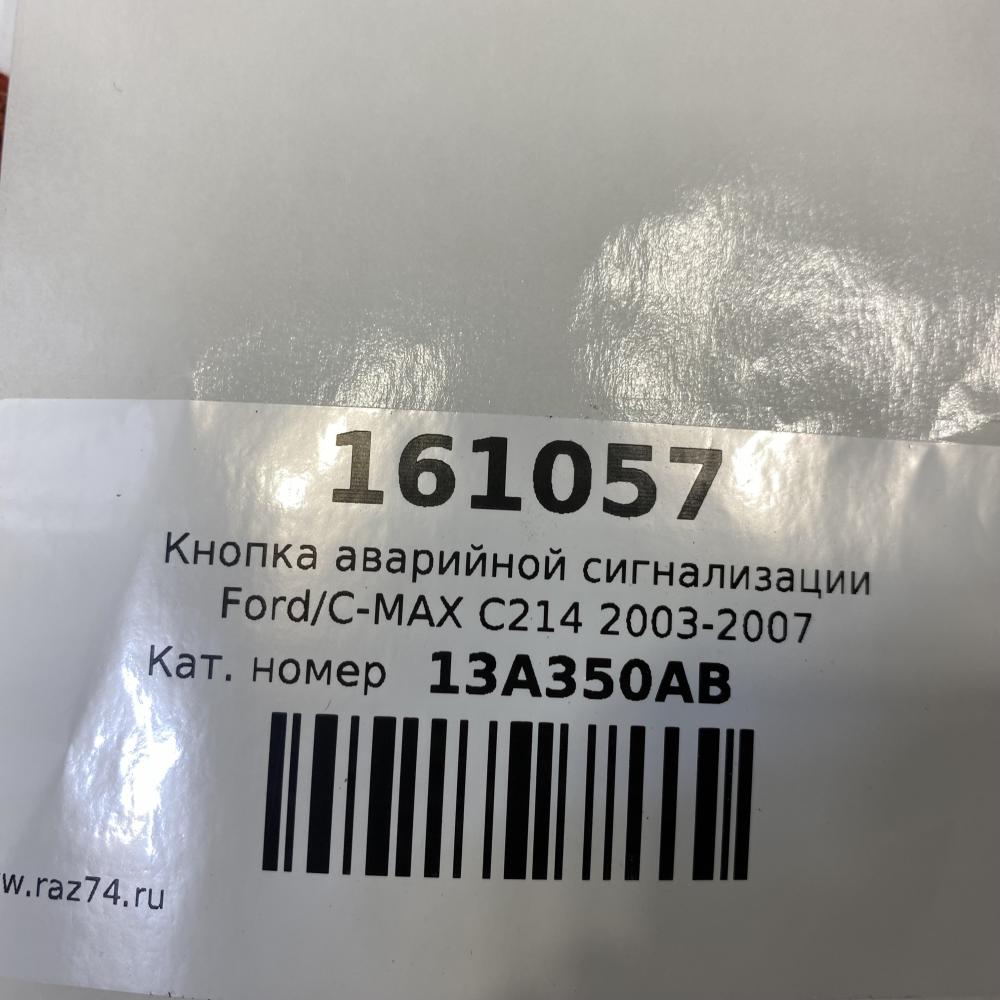 161057
Кнопка аварийной сигнализации
Ford/C-MAX C214 2003-2007
Кат. номер 13A350AB
w.raz74.ru